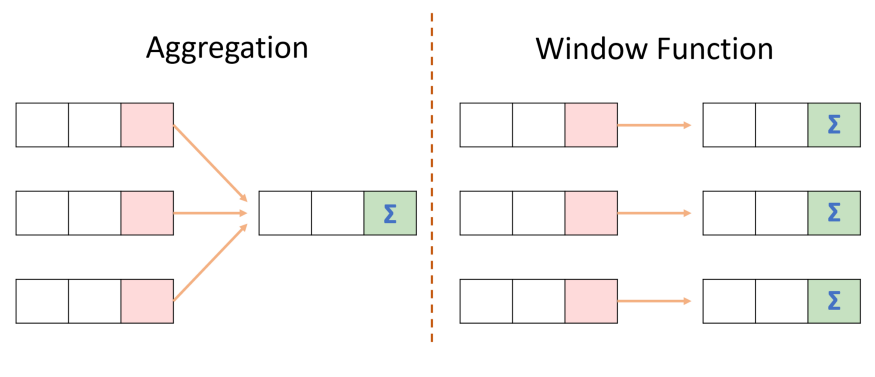 Aggregation
Window Function
Σ
Σ
Σ
Σ